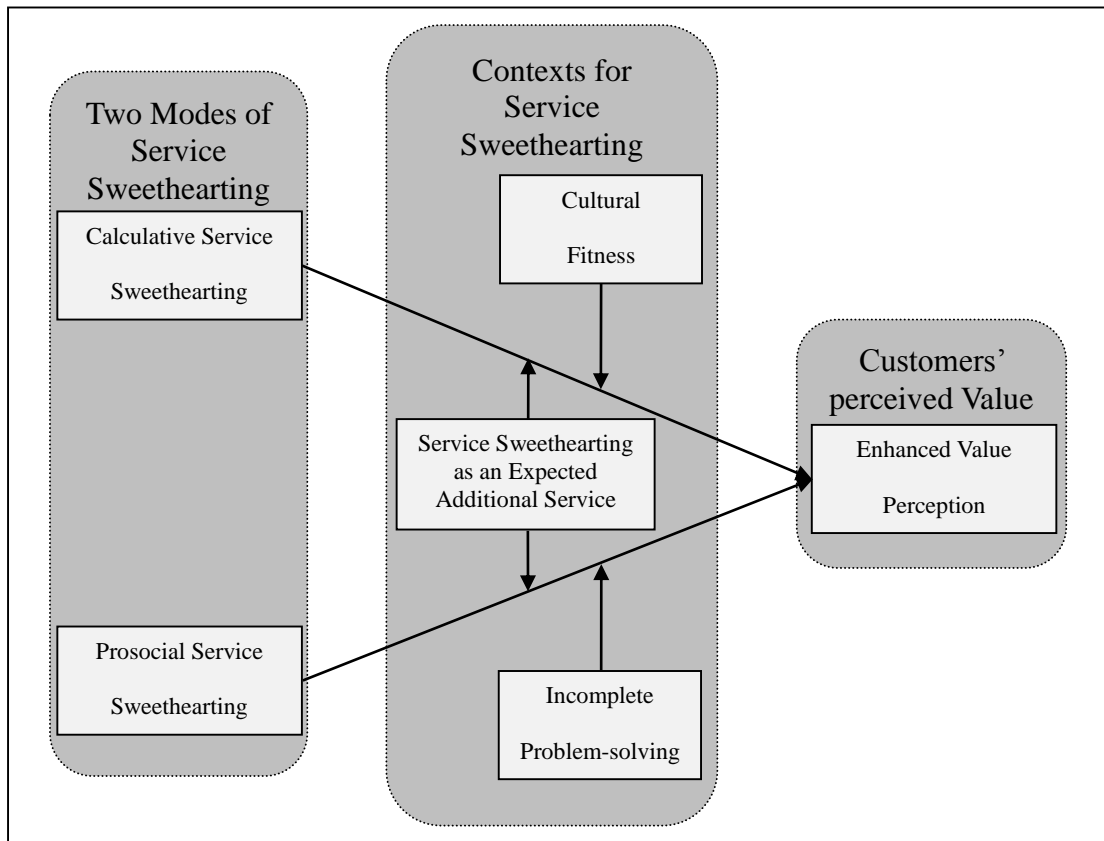 Two Modes of
Service
Sweethearting
Calculative Service
Sweethearting
Prosocial Service
Sweethearting
Contexts for
Service
Sweethearting
Cultural
Fitness
Service Sweethearting
as an Expected
Additional Service
Incomplete
Problem-solving
Customers’
perceived Value
Enhanced Value
Perception